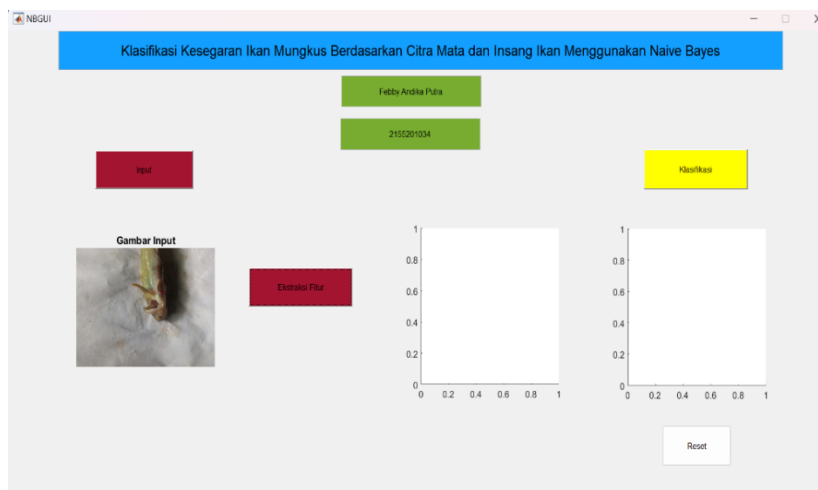 NBGUI
Klasifikasi Kesegaran Ikan Mungkus Berdasarkan Citra Mata dan Insang Ikan Menggunakan Naive Bayes
Febby Andika Putra
2155201034
Input
Klasifikasi
Gambar Input
Ekstraksi Fitur
1
0.8
0.6
0.4
0.2
0
0 0.2 0.4 0.6 0.8 1
1
0.8
0.6
0.4
0.2
0
0 0.2 0.4 0.6 0.8 1
Reset